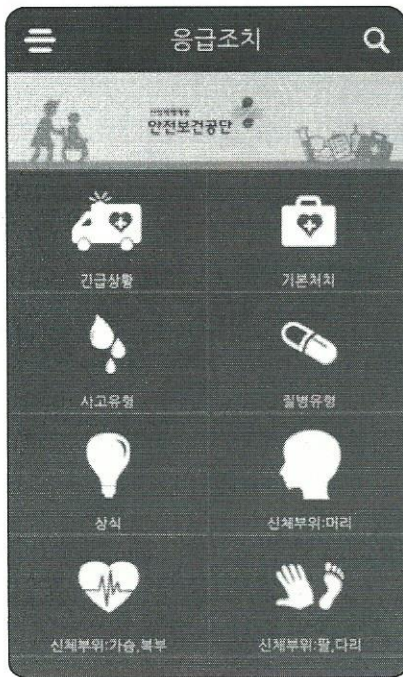 응급조치
안전보건공단
긴급상황
기본처치
사고유형
질병유형
상식
신체부위:머리
신체부위:가슴,복부
신체부위:팔,다리